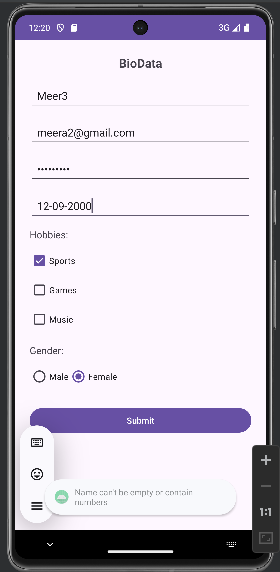 12:20 3G
BioData
Meer3
meera2@gmail.com
•••••••••
12-09-2000
Hobbies:
Sports
Games
Music
Gender:
Male Female
Submit
Name can't be empty or contain
numbers
1:1